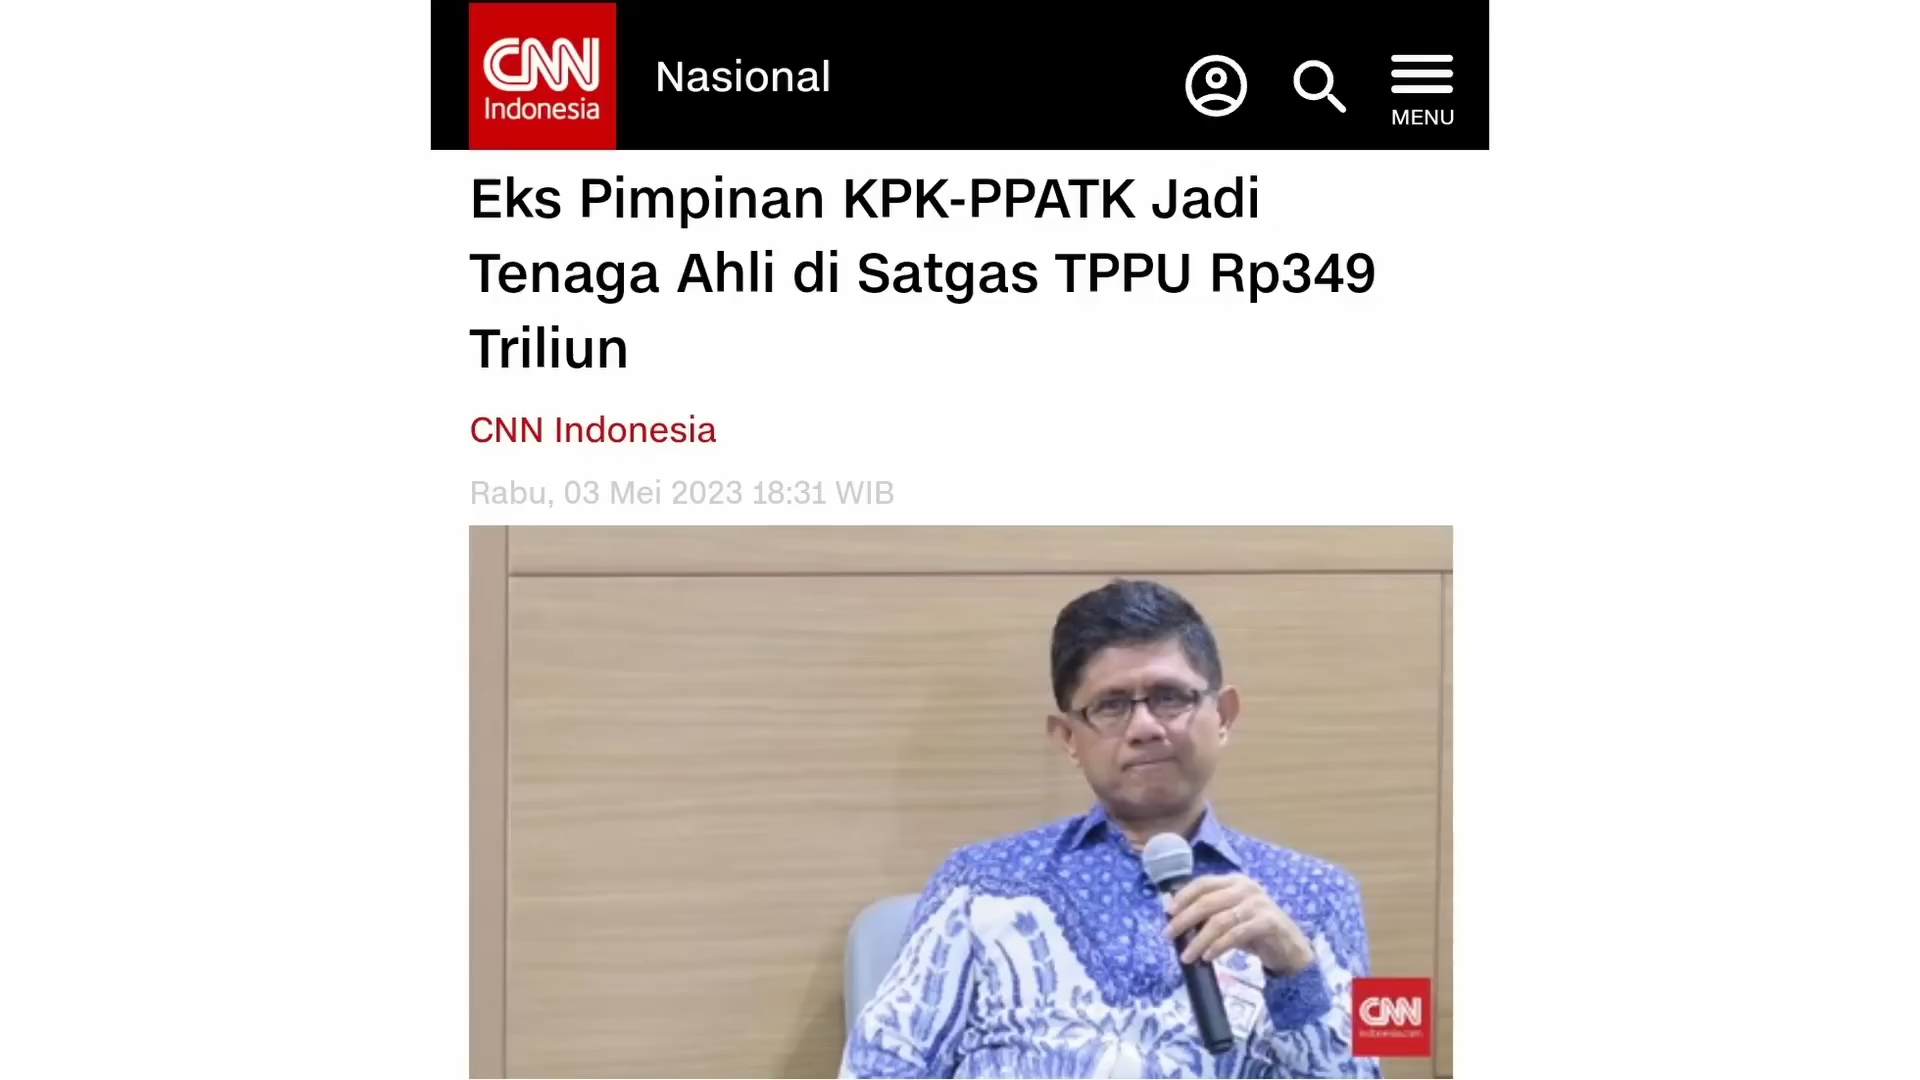 CNN
Indonesia
Nasional
MENU
Eks Pimpinan KPK-PPATK Jadi
Tenaga Ahli di Satgas TPPU Rp349
Triliun
CNN Indonesia
Rabu, 03 Mei 2023 18:31 WIB
CNN